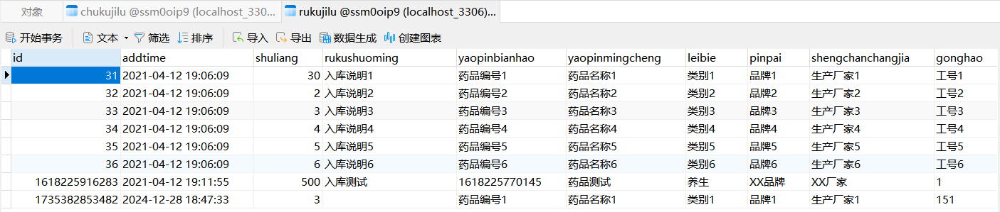 对象 chukujilu @ssm0oip9 (localhost_330... rukujilu @ssm0oip9 (localhost_3306)...
开始事务 文本 筛选 排序 导入 导出 数据生成 创建图表
id addtime shuliang rukushuoming yaopinbianhao yaopinmingcheng leibie pinpai shengchanchangjia gonghao
31 2021-04-12 19:06:09 30 入库说明1 药品编号1 药品名称1 类别1 品牌1 生产厂家1 工号1
32 2021-04-12 19:06:09 2 入库说明2 药品编号2 药品名称2 类别2 品牌2 生产厂家2 工号2
33 2021-04-12 19:06:09 3 入库说明3 药品编号3 药品名称3 类别3 品牌3 生产厂家3 工号3
34 2021-04-12 19:06:09 4 入库说明4 药品编号4 药品名称4 类别4 品牌4 生产厂家4 工号4
35 2021-04-12 19:06:09 5 入库说明5 药品编号5 药品名称5 类别5 品牌5 生产厂家5 工号5
36 2021-04-12 19:06:09 6 入库说明6 药品编号6 药品名称6 类别6 品牌6 生产厂家6 工号6
1618225916283 2021-04-12 19:11:55 500 入库测试 1618225770145 药品测试 养生 XX品牌 XX厂家 1
1735382853482 2024-12-28 18:47:33 3 药品编号1 药品名称1 类别1 品牌1 生产厂家1 151